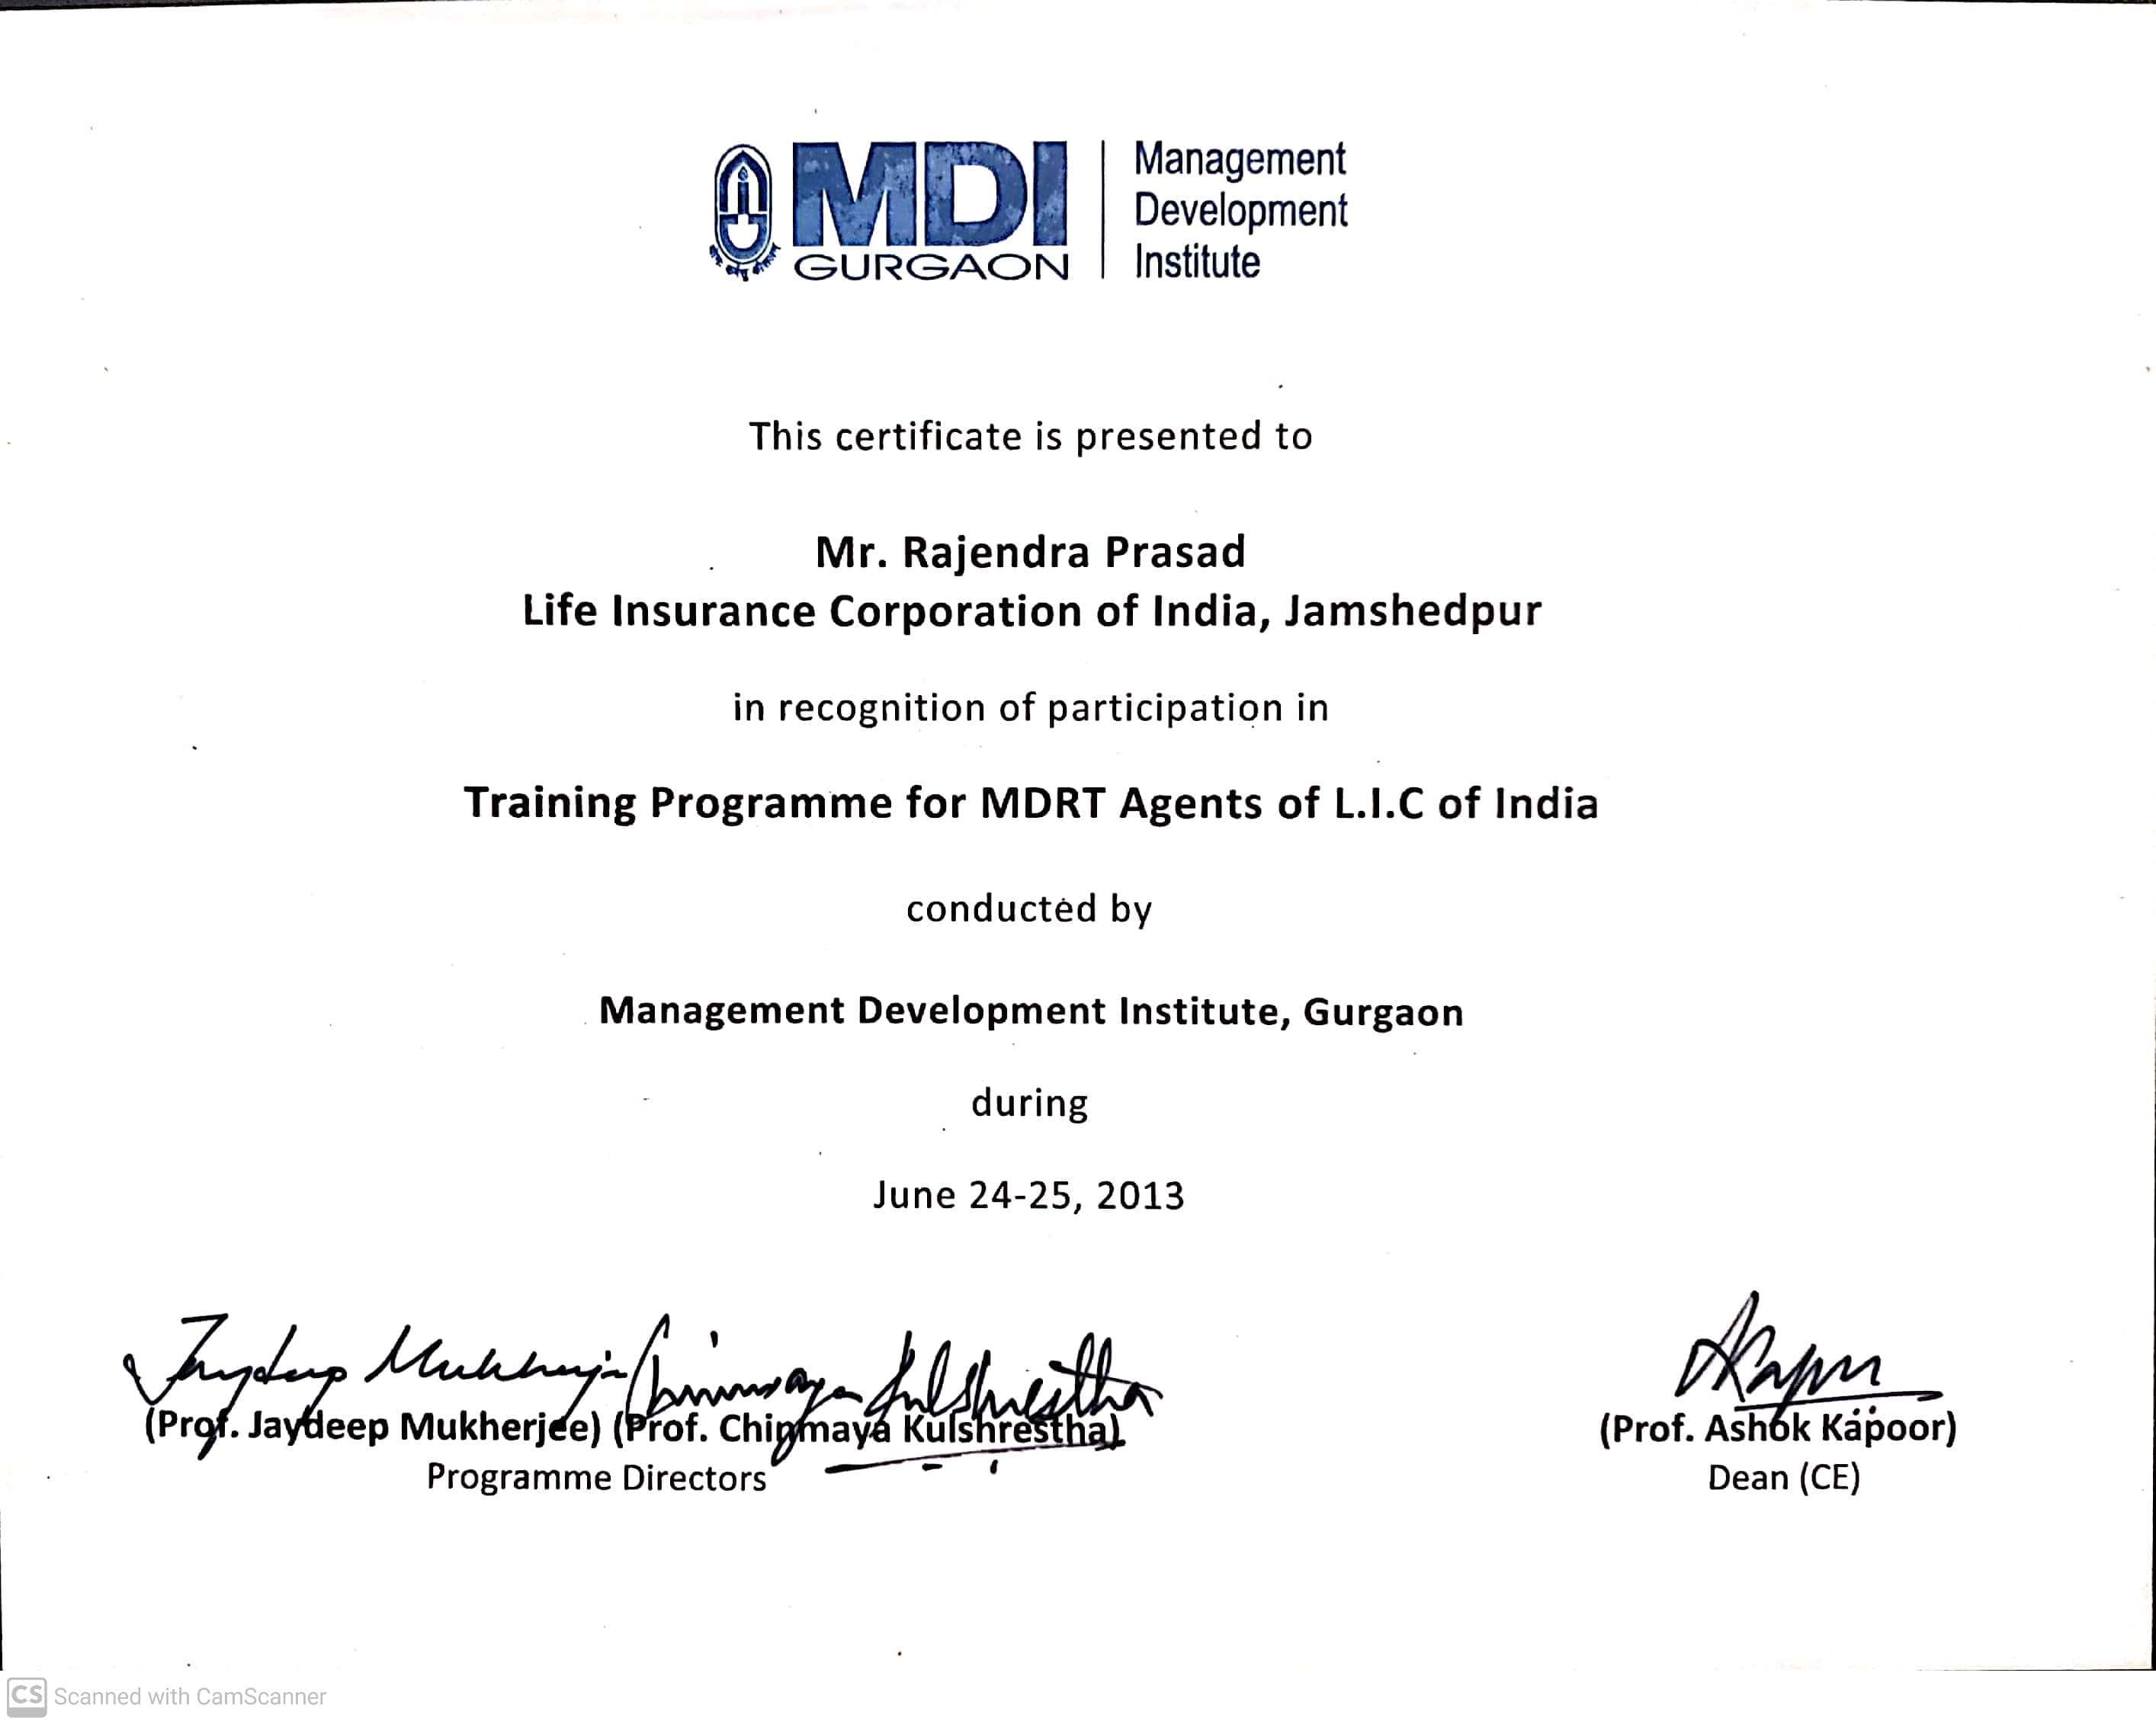 MDI
GURGAON
Management
Development
Institute
This certificate is presented to
Mr. Rajendra Prasad
Life Insurance Corporation of India, Jamshedpur
in recognition of participation in
Training Programme for MDRT Agents of L.I.C of India
conducted by
Management Development Institute, Gurgaon
during
June 24-25, 2013
Jaydeep Mukherjee Chinmaya Kulshrestha
(Prof. Jaydeep Mukherjee) (Prof. Chinmaya Kulshrestha)
Programme Directors
AKapoor
(Prof. Ashok Kapoor)
Dean (CE)
CS Scanned with CamScanner